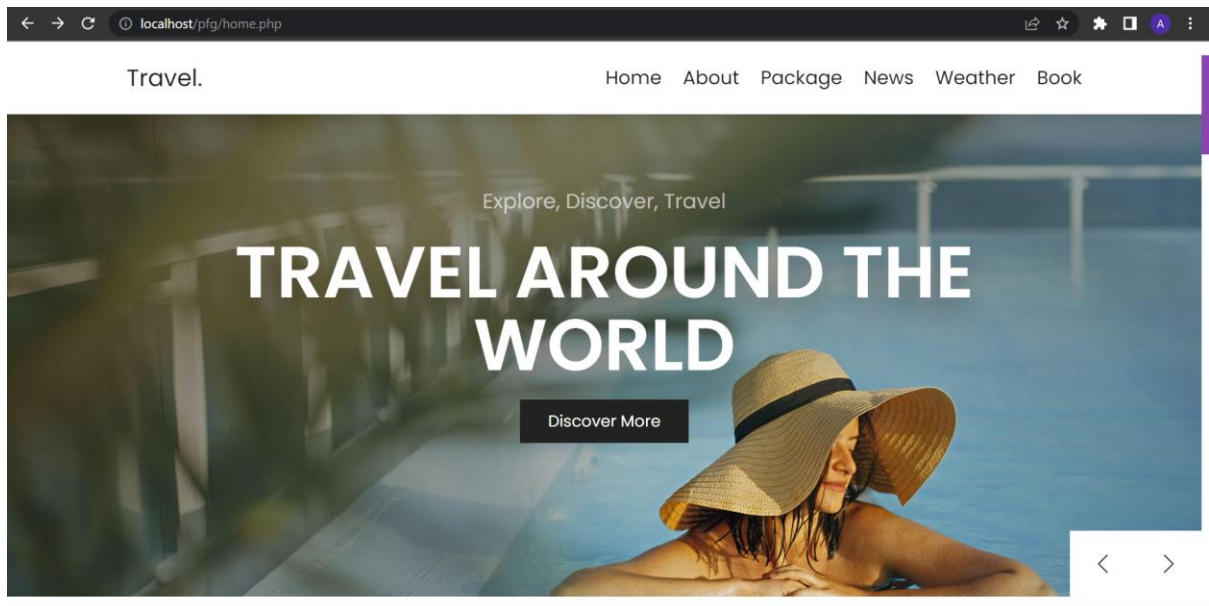 localhost/pfg/home.php
A
Travel.
Home About Package News Weather Book
Explore, Discover, Travel
TRAVEL AROUND THE
WORLD
Discover More